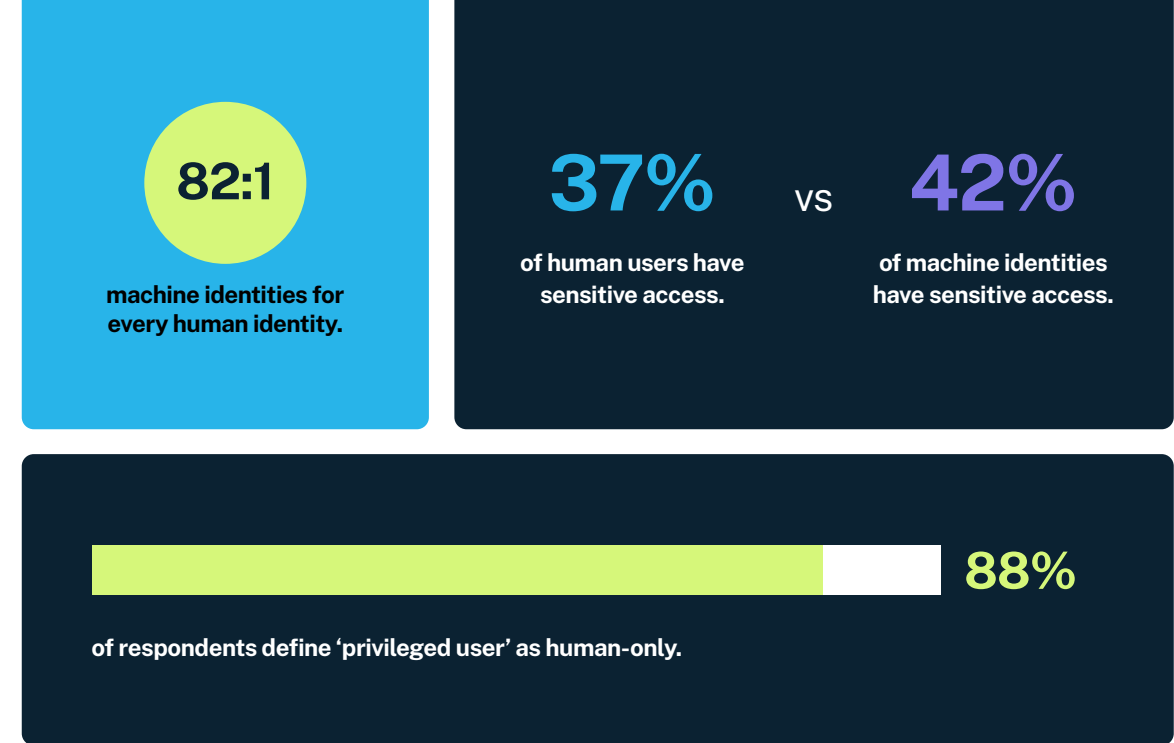 82:1
machine identities for
every human identity.
37%
of human users have
sensitive access.
vs
42%
of machine identities
have sensitive access.
88%
of respondents define ‘privileged user’ as human-only.